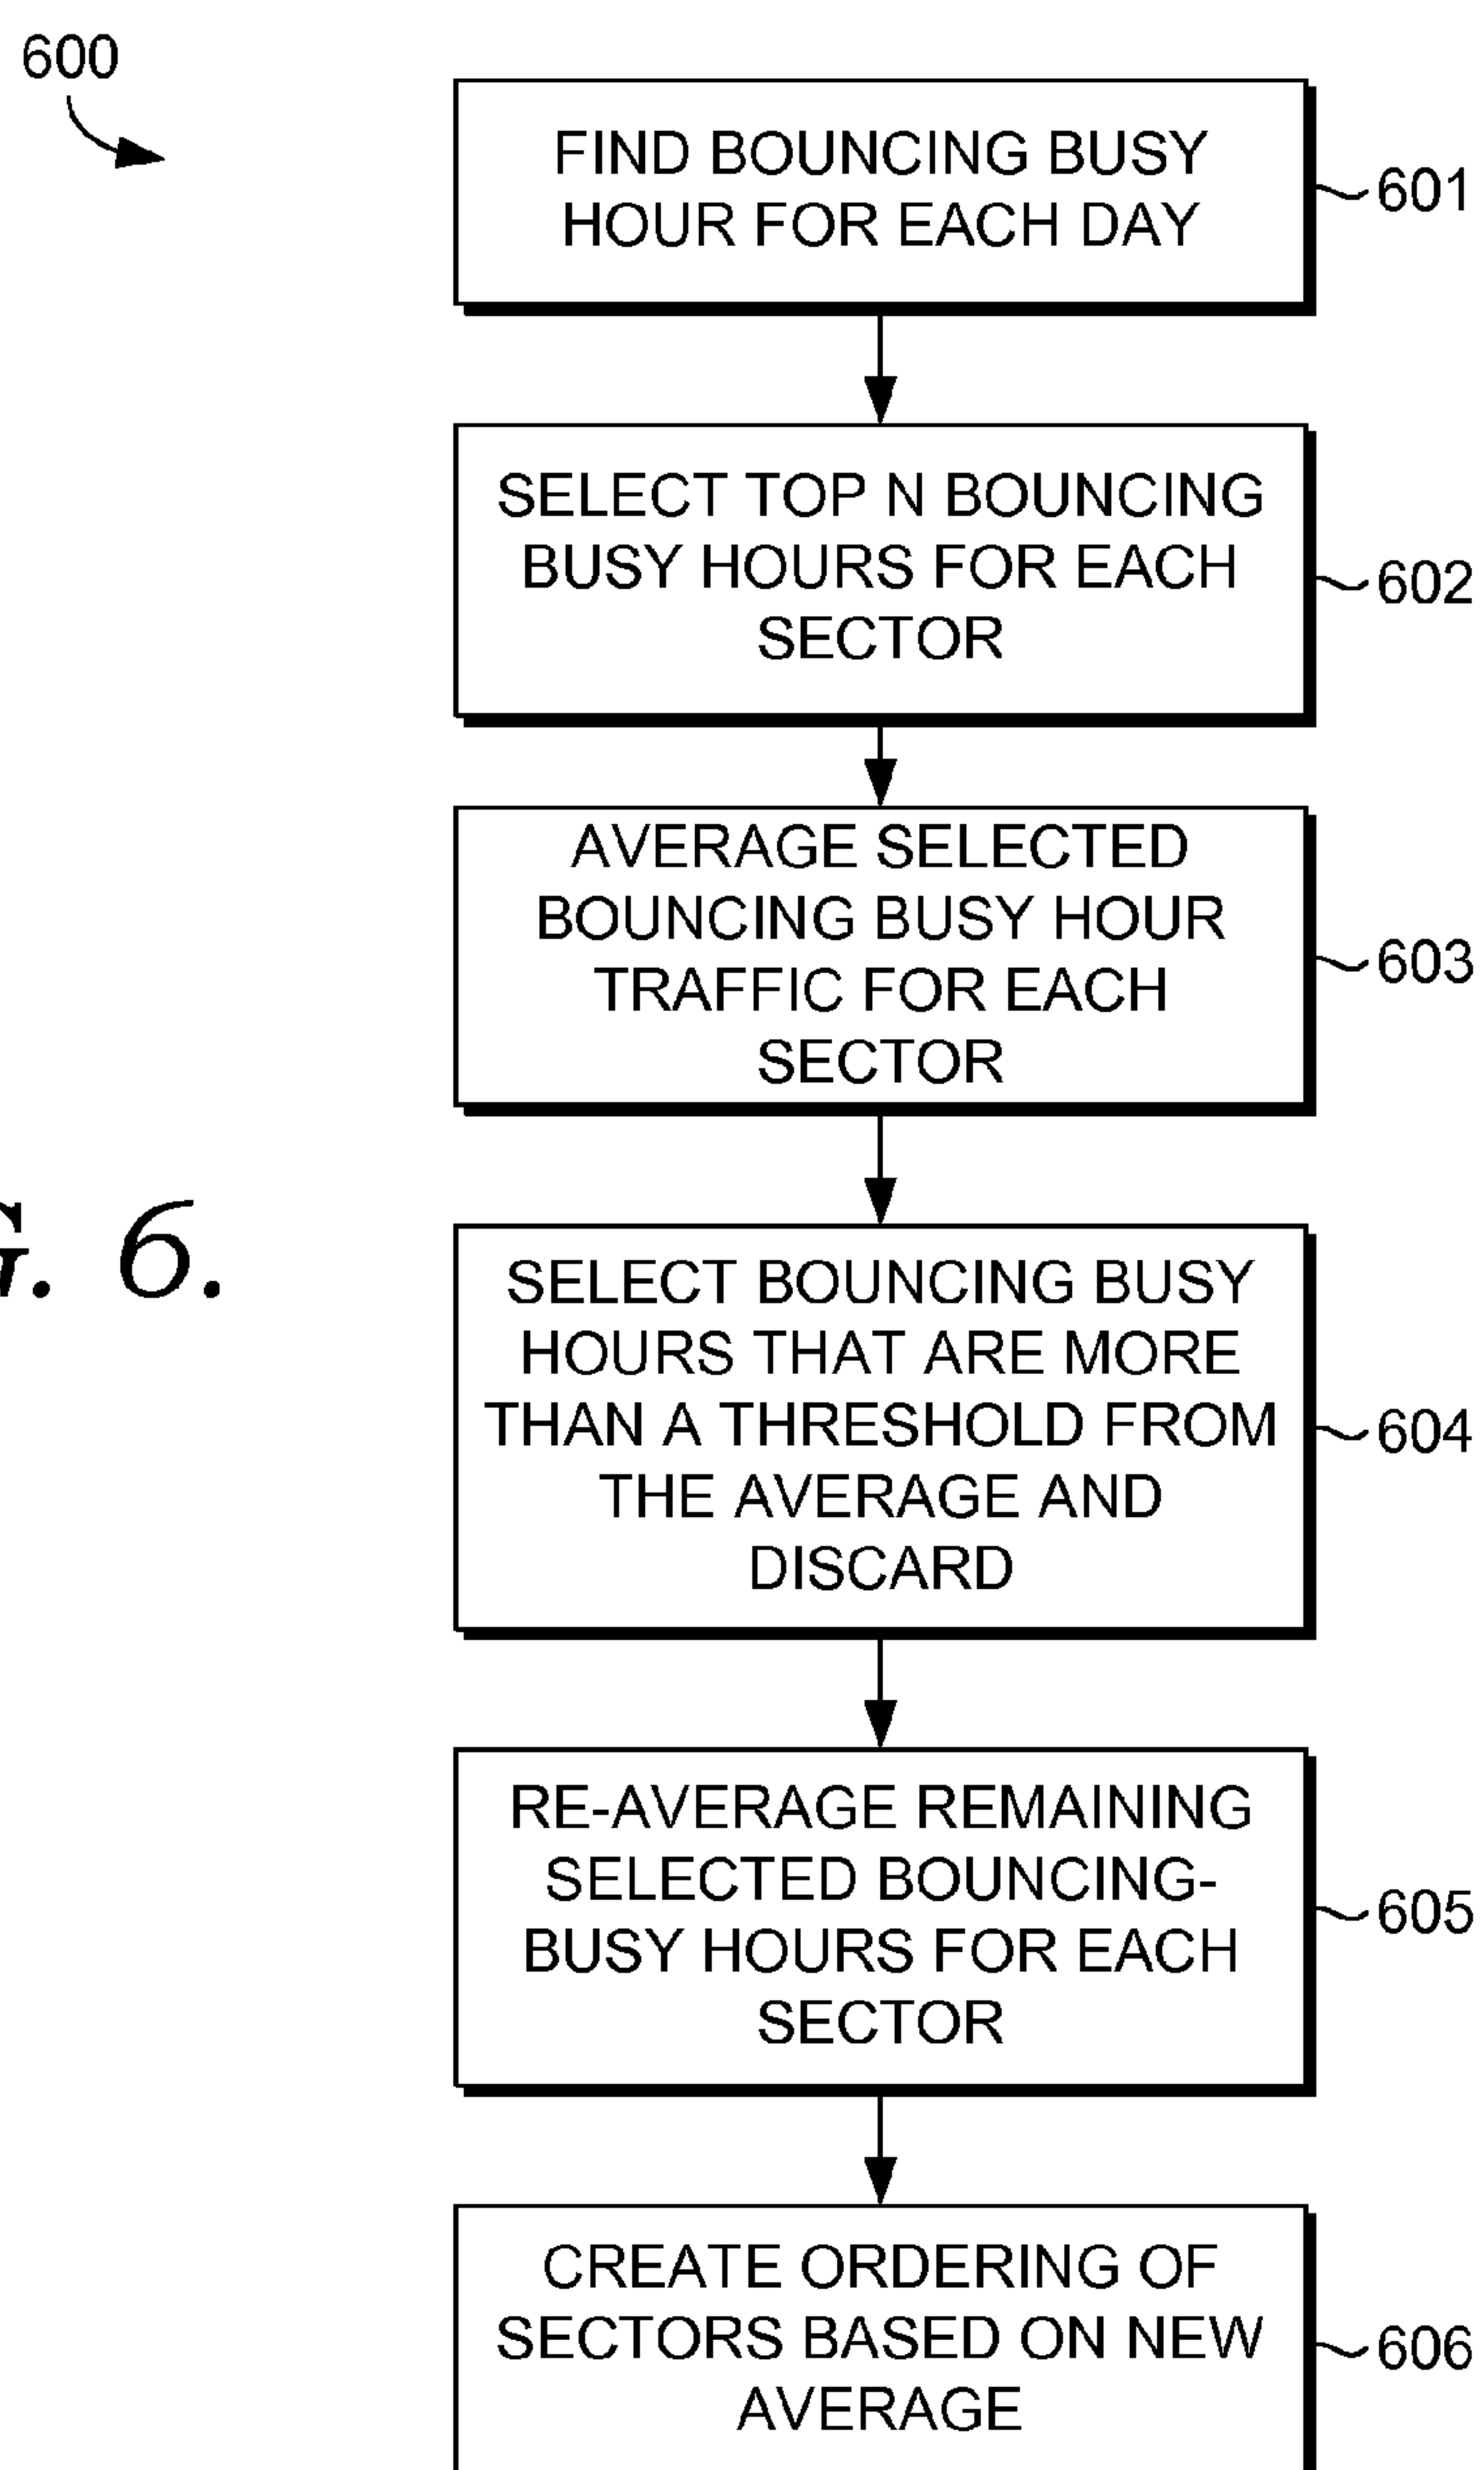 600
FIND BOUNCING BUSY
HOUR FOR EACH DAY
601
SELECT TOP N BOUNCING
BUSY HOURS FOR EACH
SECTOR
602
AVERAGE SELECTED
BOUNCING BUSY HOUR
TRAFFIC FOR EACH
SECTOR
603
G. 6.
SELECT BOUNCING BUSY
HOURS THAT ARE MORE
THAN A THRESHOLD FROM
THE AVERAGE AND
DISCARD
604
RE-AVERAGE REMAINING
SELECTED BOUNCING-
BUSY HOURS FOR EACH
SECTOR
605
CREATE ORDERING OF
SECTORS BASED ON NEW
AVERAGE
606